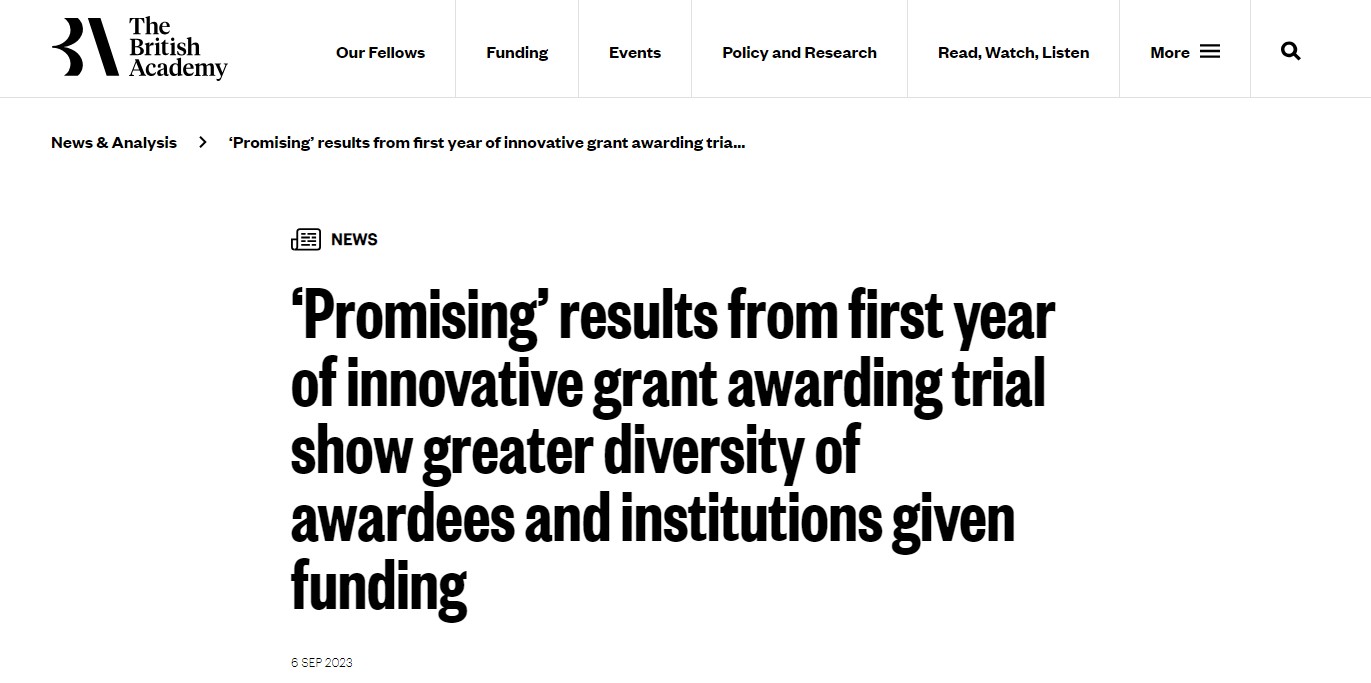 The
British
Academy
Our Fellows
Funding
Events
Policy and Research
Read, Watch, Listen
More
News & Analysis
‘Promising’ results from first year of innovative grant awarding tria...
NEWS
‘Promising’ results from first year
of innovative grant awarding trial
show greater diversity of
awardees and institutions given
funding
6 SEP 2023